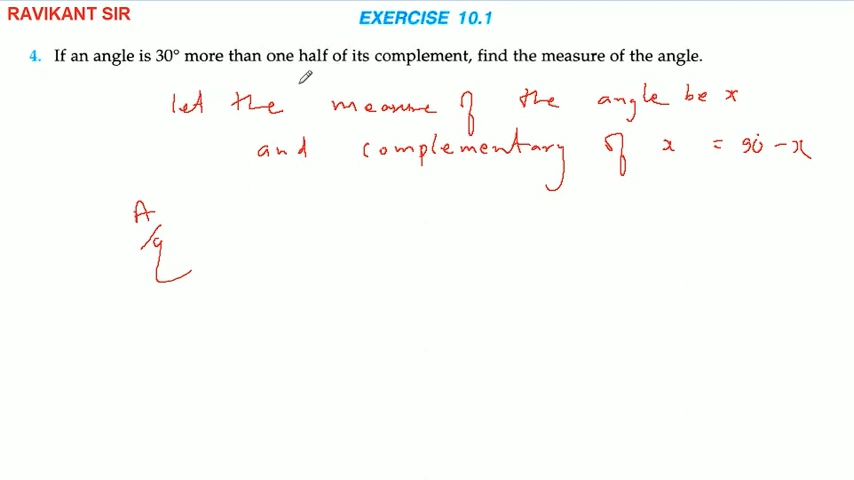 RAVIKANT SIR
EXERCISE 10.1
4. If an angle is 30° more than one half of its complement, find the measure of the angle.
let the measure of the angle be x
and complementary of x = 90° - x
A/q